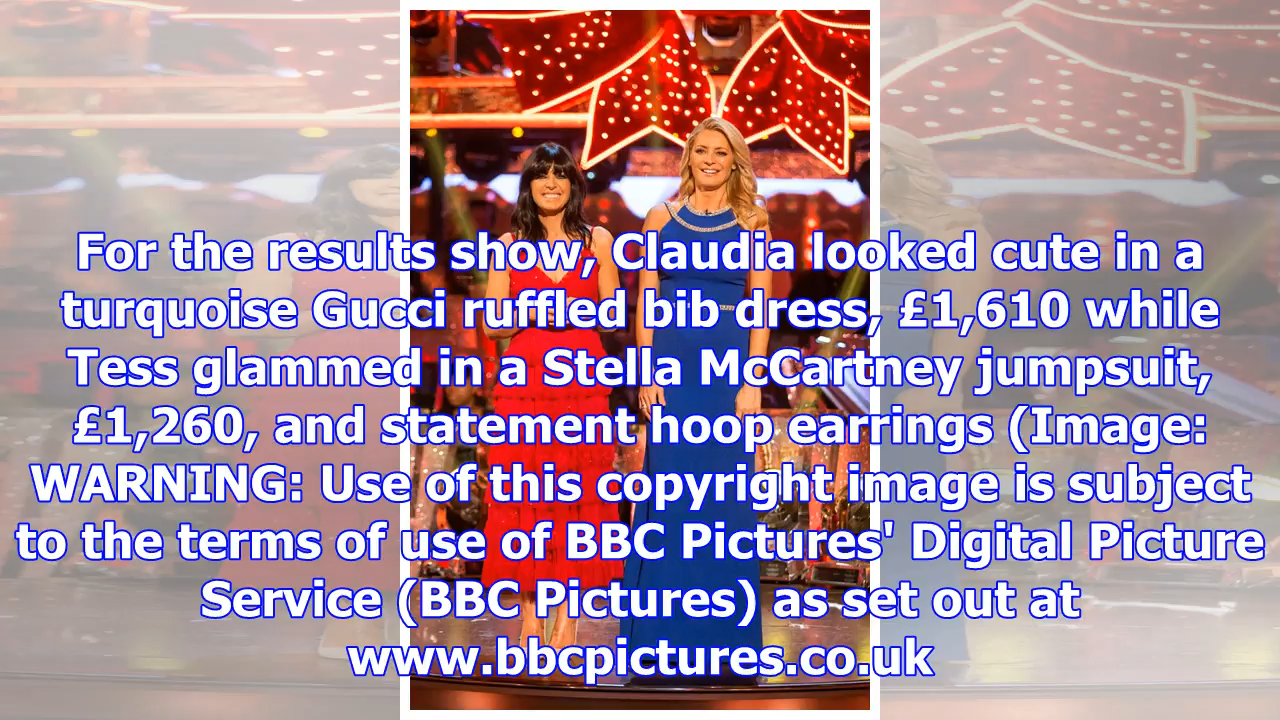 For the results show, Claudia looked cute in a
turquoise Gucci ruffled bib dress, £1,610 while
Tess glammed in a Stella McCartney jumpsuit,
£1,260, and statement hoop earrings (Image:
WARNING: Use of this copyright image is subject
to the terms of use of BBC Pictures' Digital Picture
Service (BBC Pictures) as set out at
www.bbcpictures.co.uk